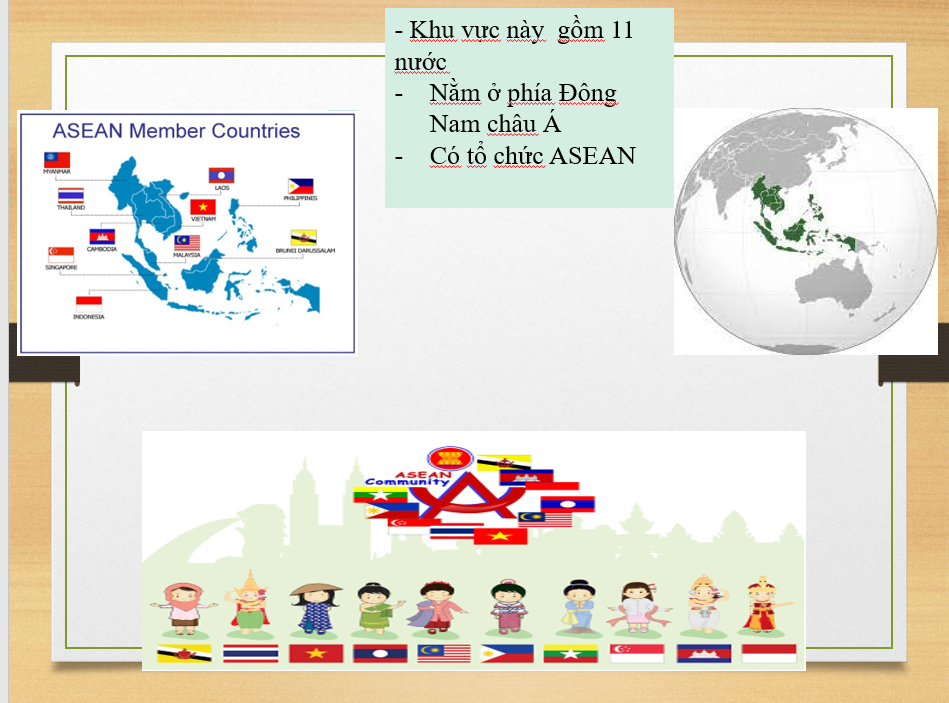 - Khu vực này gồm 11
nước
- Nằm ở phía Đông
Nam châu Á
- Có tổ chức ASEAN
ASEAN Member Countries
MYANMAR
LAOS
PHILIPPINES
THAILAND
VIETNAM
CAMBODIA
MALAYSIA
BRUNEI DARUSSALAM
SINGAPORE
INDONESIA
ASEAN
Community